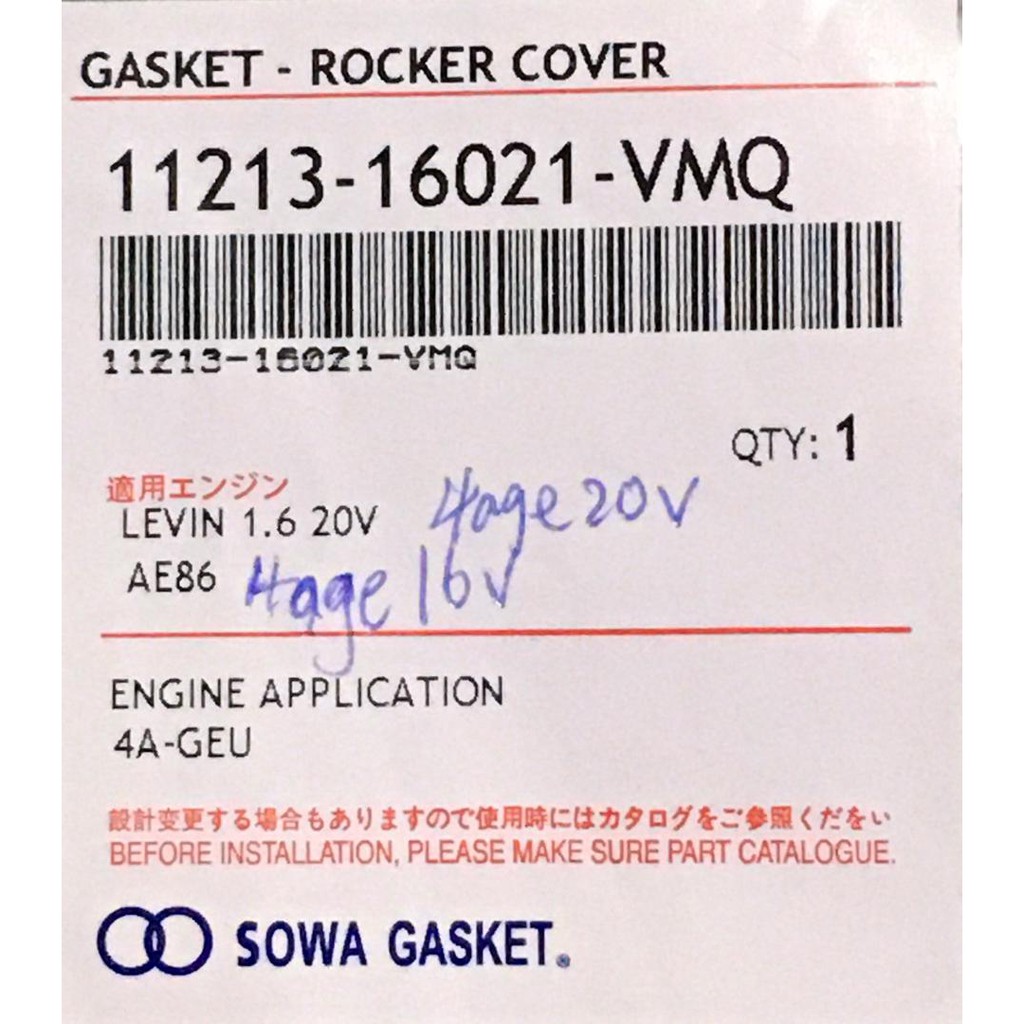 GASKET - ROCKER COVER
11213-16021-VMQ
11213-16021-VMQ
QTY: 1
適用エンジン
LEVIN 1.6 20V 4age 20v
AE86 4age 16v
ENGINE APPLICATION
4A-GEU
設計変更する場合もありますので使用時にはカタログをご参照くだをぃ
BEFORE INSTALLATION, PLEASE MAKE SURE PART CATALOGUE.
SOWA GASKET®